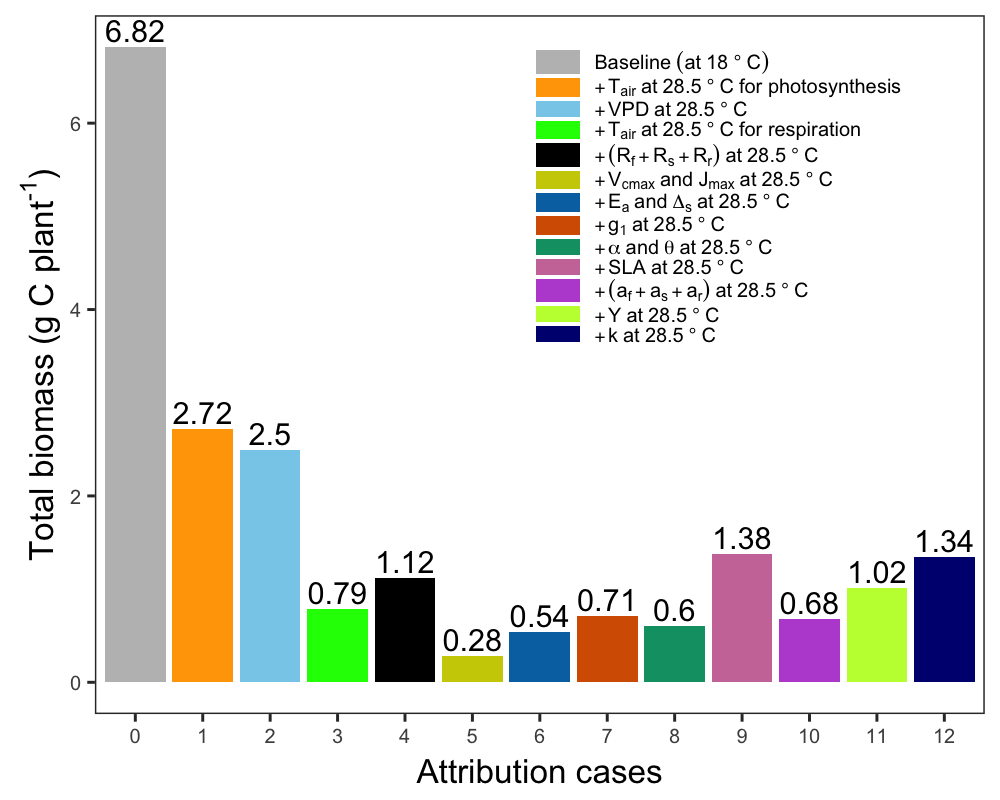 6.82
Baseline (at 18 ° C)
+Tair at 28.5 ° C for photosynthesis
+VPD at 28.5 ° C
+Tair at 28.5 ° C for respiration
+(Rf+Rs+Rr) at 28.5 ° C
+Vcmax and Jmax at 28.5 ° C
+Ea and Δs at 28.5 ° C
+g1 at 28.5 ° C
+α and θ at 28.5 ° C
+SLA at 28.5 ° C
+(af+as+ar) at 28.5 ° C
+Y at 28.5 ° C
+k at 28.5 ° C
Total biomass (g C plant-1)
6
4
2
0
2.72
2.5
0.79
1.12
0.28
0.54
0.71
0.6
1.38
0.68
1.02
1.34
0 1 2 3 4 5 6 7 8 9 10 11 12
Attribution cases